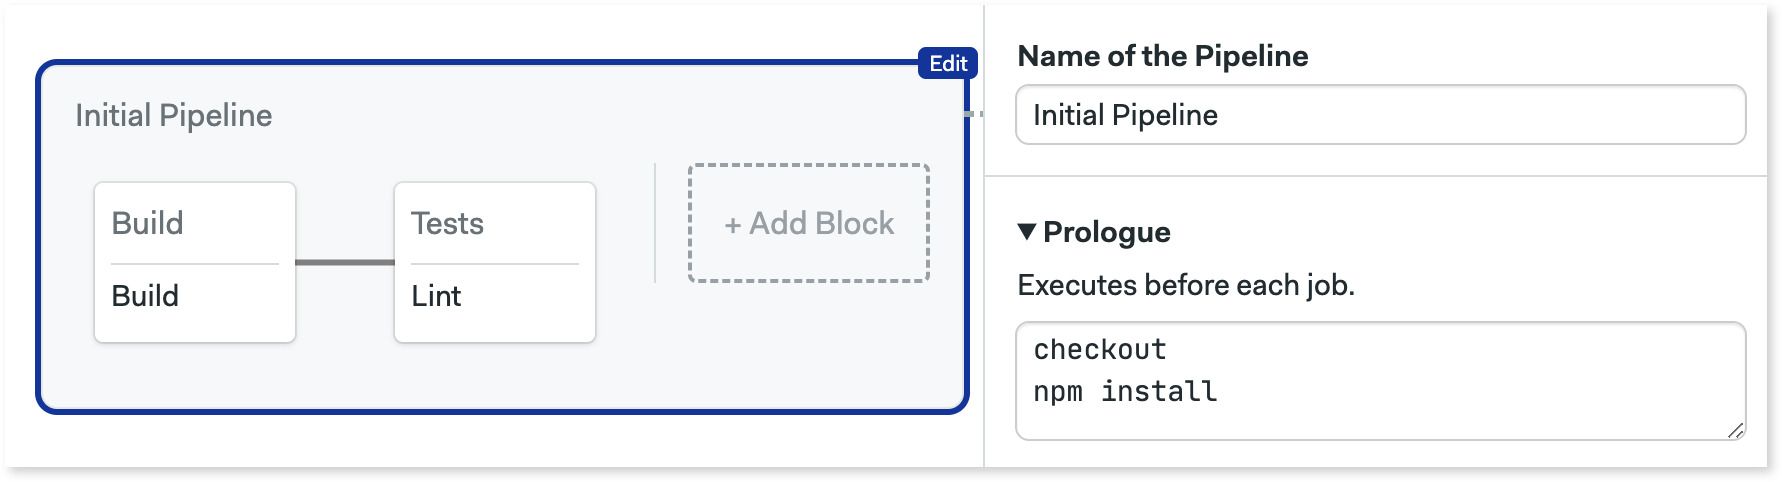 Edit
Initial Pipeline
Build
Build
Tests
Lint
+ Add Block
Name of the Pipeline
Initial Pipeline
▼ Prologue
Executes before each job.
checkout
npm install